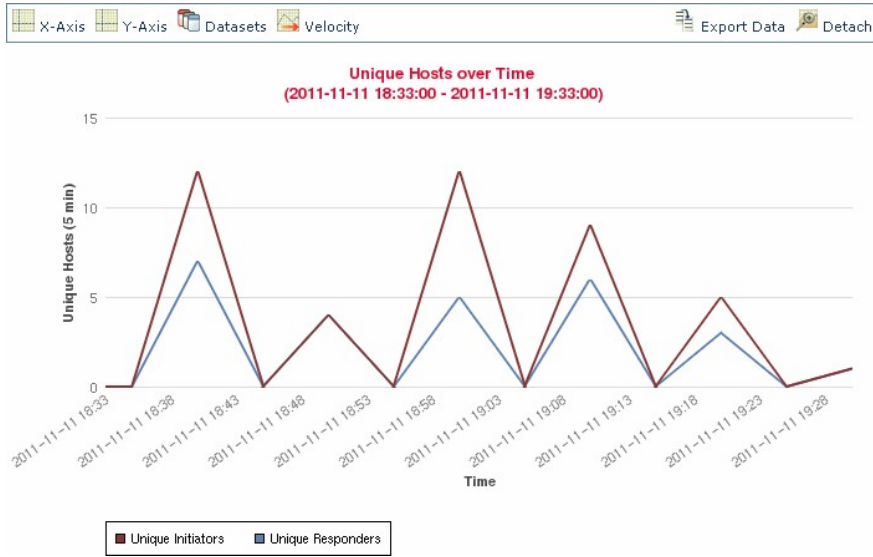 X-Axis Y-Axis Datasets Velocity Export Data Detach
Unique Hosts over Time
(2011-11-11 18:33:00 - 2011-11-11 19:33:00)
Unique Hosts (5 min)
15
10
5
0
2011-11-11 18:33
2011-11-11 18:38
2011-11-11 18:43
2011-11-11 18:48
2011-11-11 18:53
2011-11-11 18:58
2011-11-11 19:03
2011-11-11 19:08
2011-11-11 19:13
2011-11-11 19:18
2011-11-11 19:23
2011-11-11 19:28
Time
Unique Initiators Unique Responders